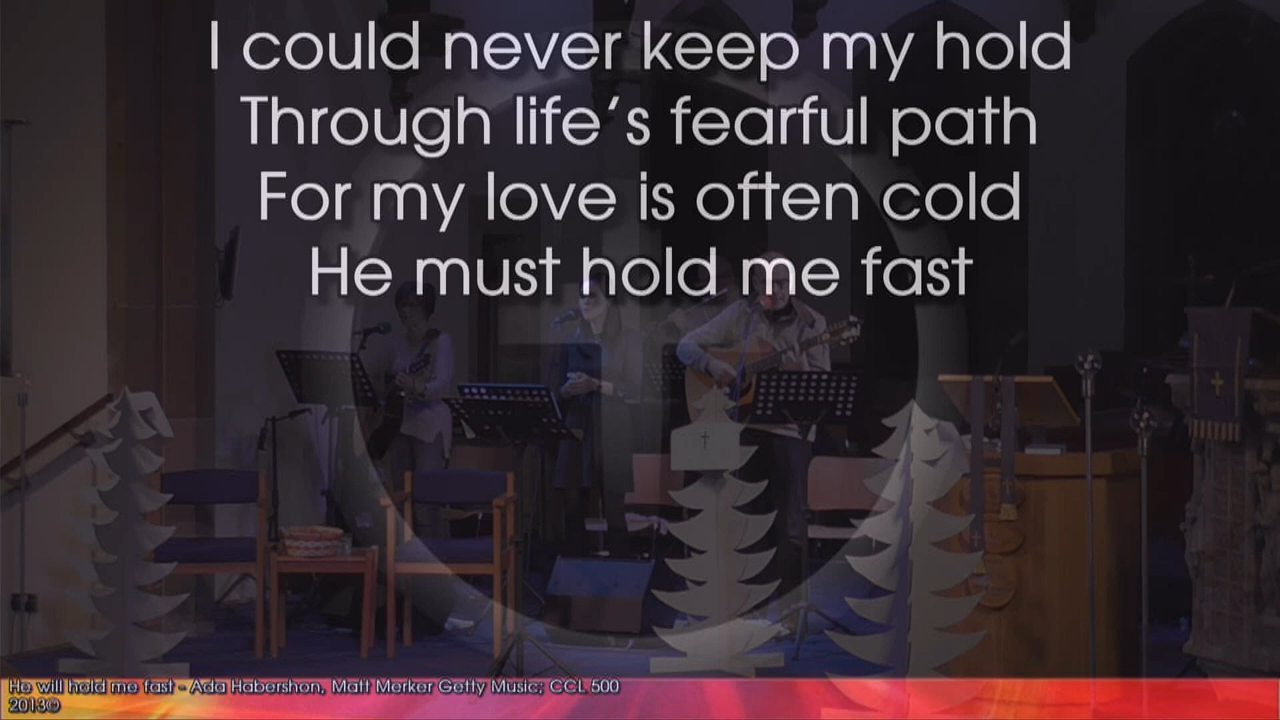 I could never keep my hold
Through life's fearful path
For my love is often cold
He must hold me fast
He will hold me fast - Ada Habershon, Matt Merker Getty Music; CCL 500
2013©